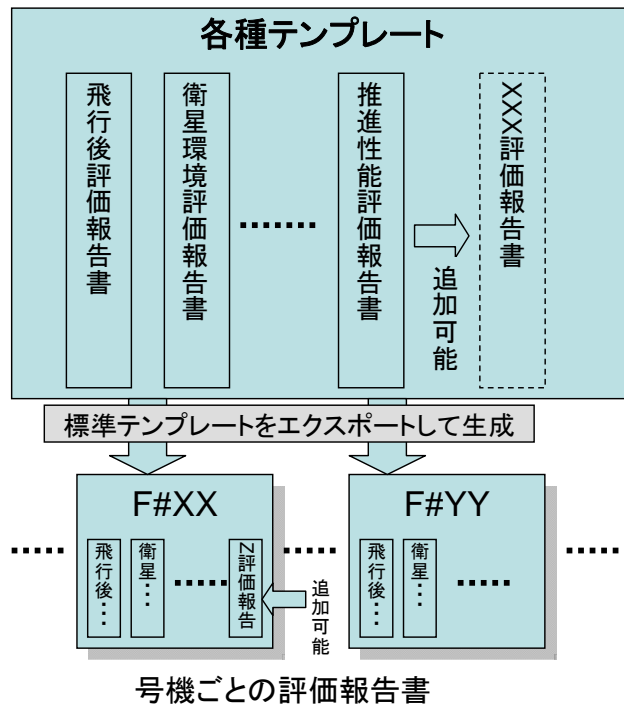 各種テンプレート
飛行後評価報告書
衛星環境評価報告書
………
推進性能評価報告書
追加可能
XXX評価報告書
標準テンプレートをエクスポートして生成
F#XX
飛行後…
衛星…
……
Z評価報告
追加可能
F#YY
飛行後…
衛星…
……
号機ごとの評価報告書